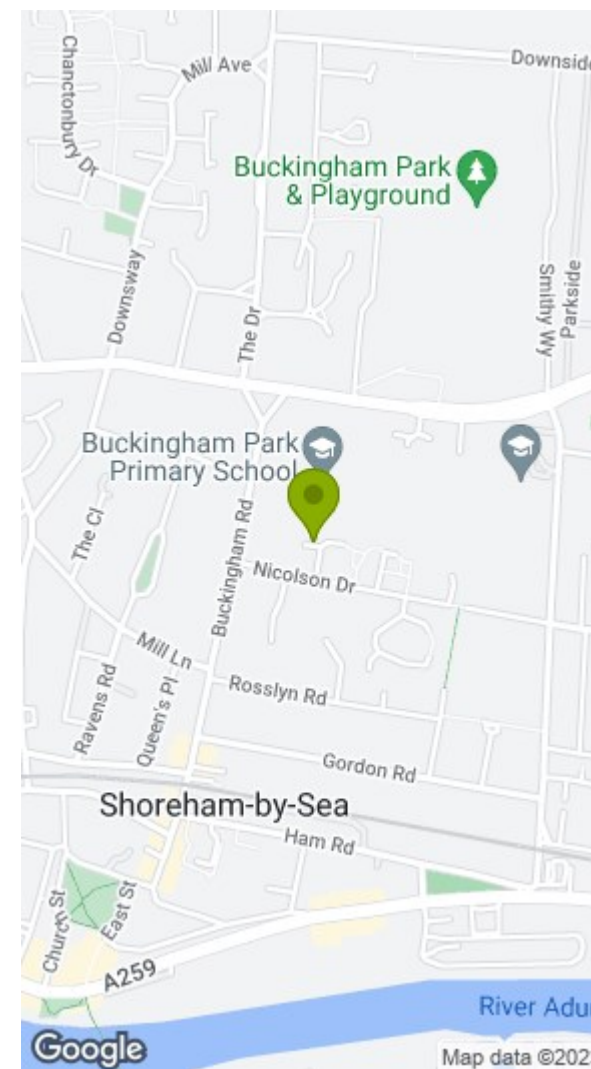 Chanctonbury Dr
Mill Ave
Downside
Buckingham Park
& Playground
Downsway
The Dr
Smithy Wy
Parkside
Buckingham Park
Primary School
The Cl
Buckingham Rd
Nicolson Dr
Mill Ln
Ravens Rd
Queen's Pl
Rosslyn Rd
Gordon Rd
Shoreham-by-Sea
Ham Rd
Church St
East St
A259
River Adu
Google
Map data ©202